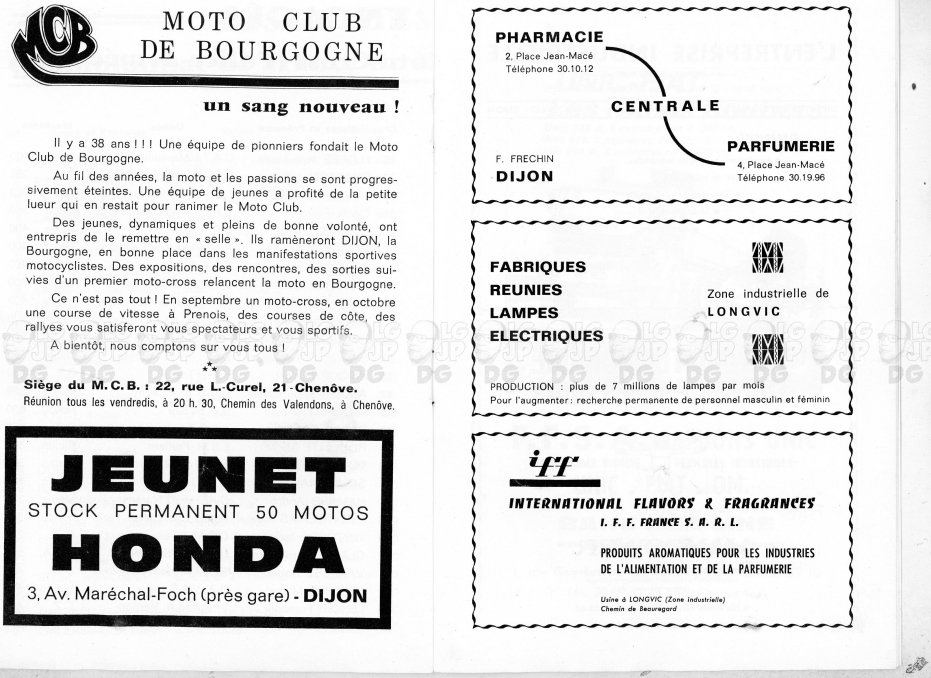 MCB
MOTO CLUB
DE BOURGOGNE
un sang nouveau !
Il y a 38 ans ! ! ! Une équipe de pionniers fondait le Moto
Club de Bourgogne.
Au fil des années, la moto et les passions se sont progres-
sivement éteintes. Une équipe de jeunes a profité de la petite
lueur qui en restait pour ranimer le Moto Club.
Des jeunes, dynamiques et pleins de bonne volonté, ont
entrepris de le remettre en « selle ». Ils ramèneront DIJON, la
Bourgogne, en bonne place dans les manifestations sportives
motocyclistes. Des expositions, des rencontres, des sorties sui-
vies d'un premier moto-cross relancent la moto en Bourgogne.
Ce n'est pas tout ! En septembre un moto-cross, en octobre
une course de vitesse à Prenois, des courses de côte, des
rallyes vous satisferont vous spectateurs et vous sportifs.
A bientôt, nous comptons sur vous tous !
Siège du M. C. B. : 22, rue L.-Curel, 21 - Chenôve.
Réunion tous les vendredis, à 20 h. 30, Chemin des Valendons, à Chenôve.
JEUNET
STOCK PERMANENT 50 MOTOS
HONDA
3, Av. Maréchal-Foch (près gare) - DIJON
PHARMACIE
2, Place Jean-Macé
Téléphone 30.10.12
CENTRALE
PARFUMERIE
4, Place Jean-Macé
Téléphone 30.19.96
F. FRECHIN
DIJON
FABRIQUES
REUNIES
LAMPES
ELECTRIQUES
Zone industrielle de
LONGVIC
PRODUCTION : plus de 7 millions de lampes par mois
Pour l'augmenter : recherche permanente de personnel masculin et féminin
iff
INTERNATIONAL FLAVORS & FRAGRANCES
I. F. F. FRANCE S. A. R. L.
PRODUITS AROMATIQUES POUR LES INDUSTRIES
DE L'ALIMENTATION ET DE LA PARFUMERIE
Usine à LONGVIC (Zone industrielle)
Chemin de Beauregard